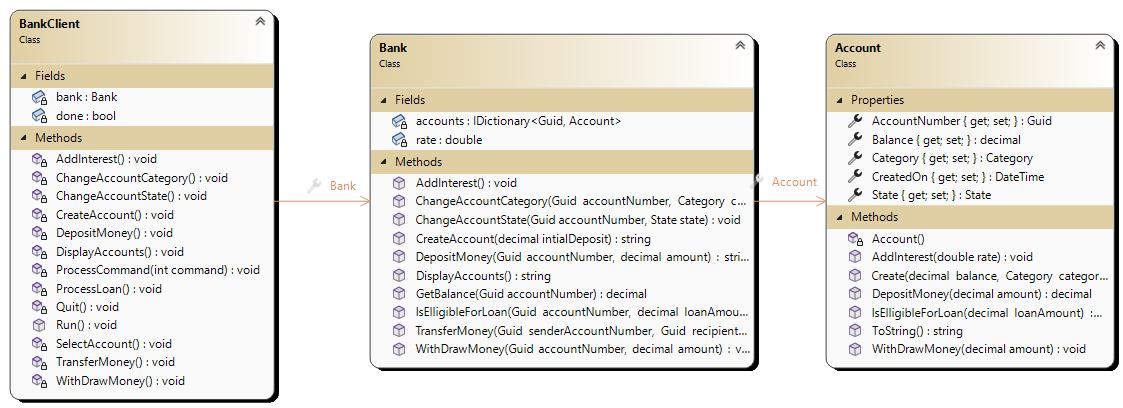 BankClient
Class
Fields
bank : Bank
done : bool
Methods
AddInterest() : void
ChangeAccountCategory() : void
ChangeAccountState() : void
CreateAccount() : void
DepositMoney() : void
DisplayAccounts() : void
ProcessCommand(int command) : void
ProcessLoan() : void
Quit() : void
Run() : void
SelectAccount() : void
TransferMoney() : void
WithDrawMoney() : void
Bank
Bank
Class
Fields
accounts : IDictionary<Guid, Account>
rate : double
Methods
AddInterest() : void
ChangeAccountCategory(Guid accountNumber, Category c...
ChangeAccountState(Guid accountNumber, State state) : void
CreateAccount(decimal intialDeposit) : string
DepositMoney(Guid accountNumber, decimal amount) : stri...
DisplayAccounts() : string
GetBalance(Guid accountNumber) : decimal
IsElligibleForLoan(Guid accountNumber, decimal loanAmou...
TransferMoney(Guid senderAccountNumber, Guid recipient...
WithDrawMoney(Guid accountNumber, decimal amount) : v...
Account
Account
Class
Properties
AccountNumber { get; set; } : Guid
Balance { get; set; } : decimal
Category { get; set; } : Category
CreatedOn { get; set; } : DateTime
State { get; set; } : State
Methods
Account()
AddInterest(double rate) : void
Create(decimal balance, Category categor...
DepositMoney(decimal amount) : decimal
IsElligibleForLoan(decimal loanAmount) :...
ToString() : string
WithDrawMoney(decimal amount) : void